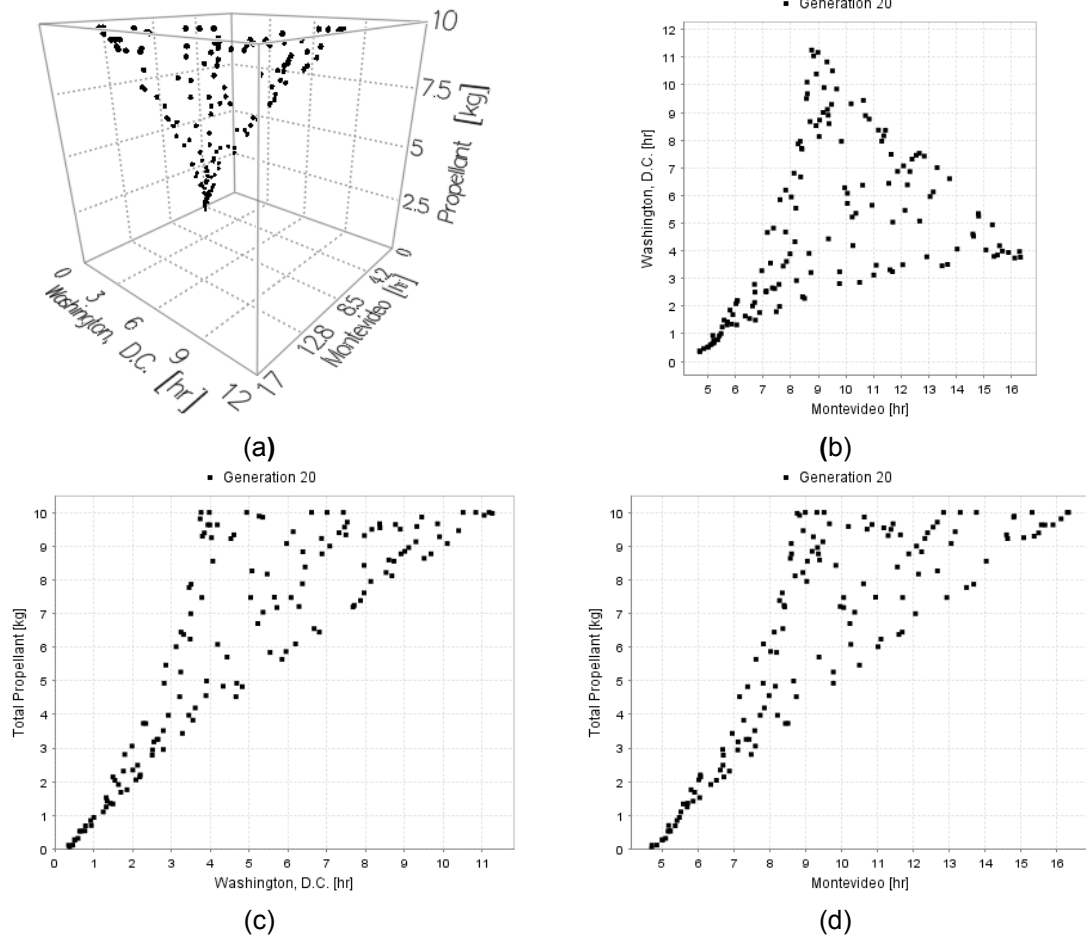 10
7.5
5
2.5
Propellant [kg]
0
3
6
9
12
Washington, D.C. [hr]
17
12.8
8.5
4.2
0
Montevideo [hr]
(a)
Generation 20
12
11
10
9
8
7
6
5
4
3
2
1
0
Washington, D.C. [hr]
5 6 7 8 9 10 11 12 13 14 15 16
Montevideo [hr]
(b)
Generation 20
10
9
8
7
6
5
4
3
2
1
0
Total Propellant [kg]
0 1 2 3 4 5 6 7 8 9 10 11
Washington, D.C. [hr]
(c)
Generation 20
10
9
8
7
6
5
4
3
2
1
0
Total Propellant [kg]
5 6 7 8 9 10 11 12 13 14 15 16
Montevideo [hr]
(d)